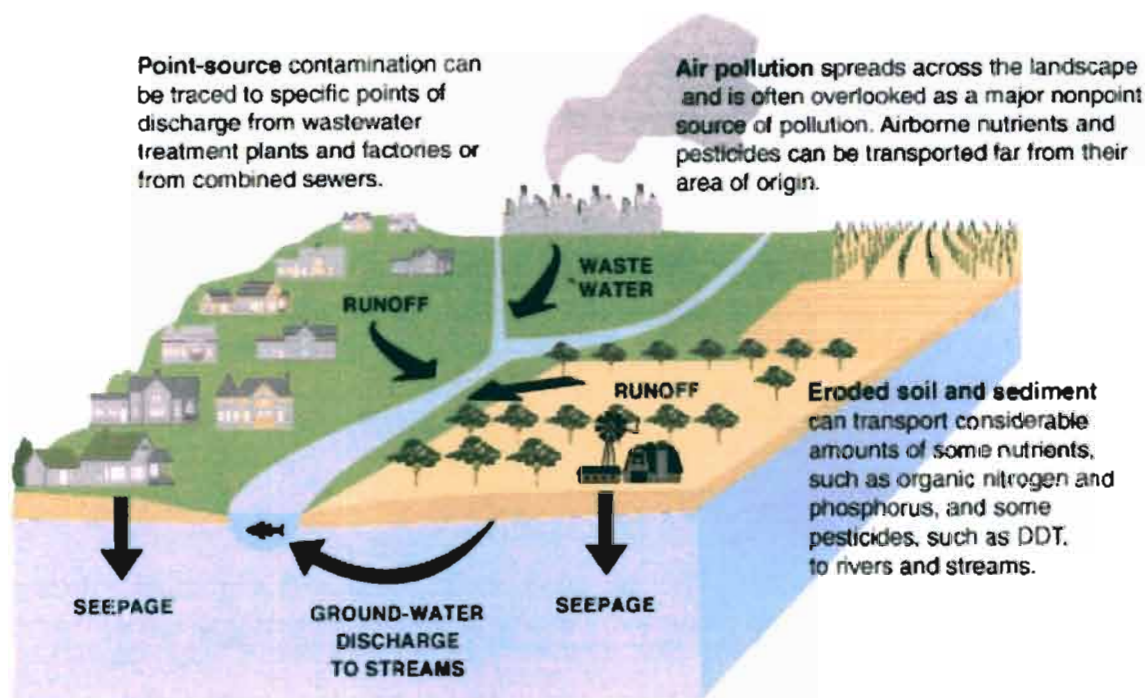 Point-source contamination can
be traced to specific points of
discharge from wastewater
treatment plants and factories or
from combined sewers.
Air pollution spreads across the landscape
and is often overlooked as a major nonpoint
source of pollution. Airborne nutrients and
pesticides can be transported far from their
area of origin.
WASTE
WATER
RUNOFF
RUNOFF
Eroded soil and sediment
can transport considerable
amounts of some nutrients,
such as organic nitrogen and
phosphorus, and some
pesticides, such as DDT,
to rivers and streams.
SEEPAGE
GROUND-WATER
DISCHARGE
TO STREAMS
SEEPAGE